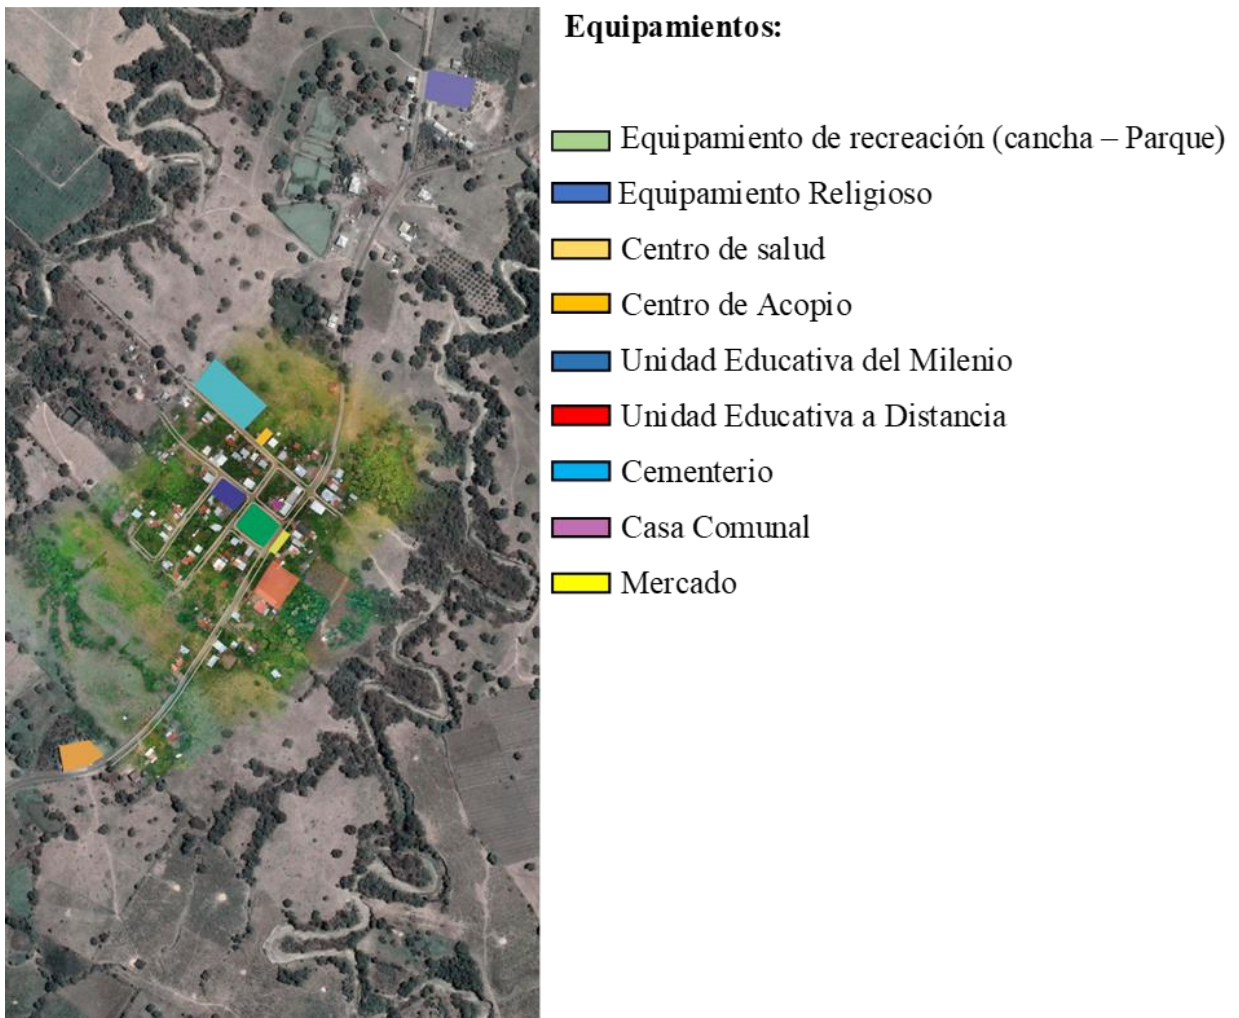 Equipamientos:
Equipamiento de recreación (cancha – Parque)
Equipamiento Religioso
Centro de salud
Centro de Acopio
Unidad Educativa del Milenio
Unidad Educativa a Distancia
Cementerio
Casa Comunal
Mercado